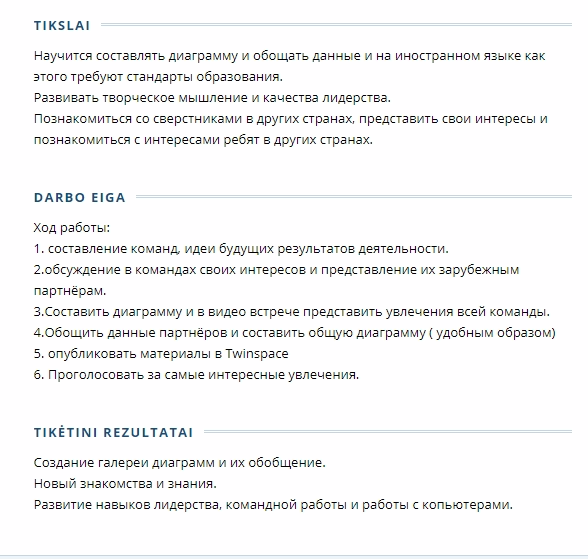 TIKSLAI
Научится составлять диаграмму и обощать данные и на иностранном языке как
этого требуют стандарты образования.
Развивать творческое мышление и качества лидерства.
Познакомиться со сверстниками в других странах, представить свои интересы и
познакомиться с интересами ребят в других странах.
DARBO EIGA
Ход работы:
1. составление команд, идеи будущих результатов деятельности.
2.обсуждение в командах своих интересов и представление их зарубежным
партнёрам.
3.Составить диаграмму и в видео встрече представить увлечения всей команды.
4.Обощить данные партнёров и составить общую диаграмму ( удобным образом)
5. опубликовать материалы в Twinspace
6. Проголосовать за самые интересные увлечения.
TIKĖTINI REZULTATAI
Создание галереи диаграмм и их обобщение.
Новый знакомства и знания.
Развитие навыков лидерства, командной работы и работы с копьютерами.